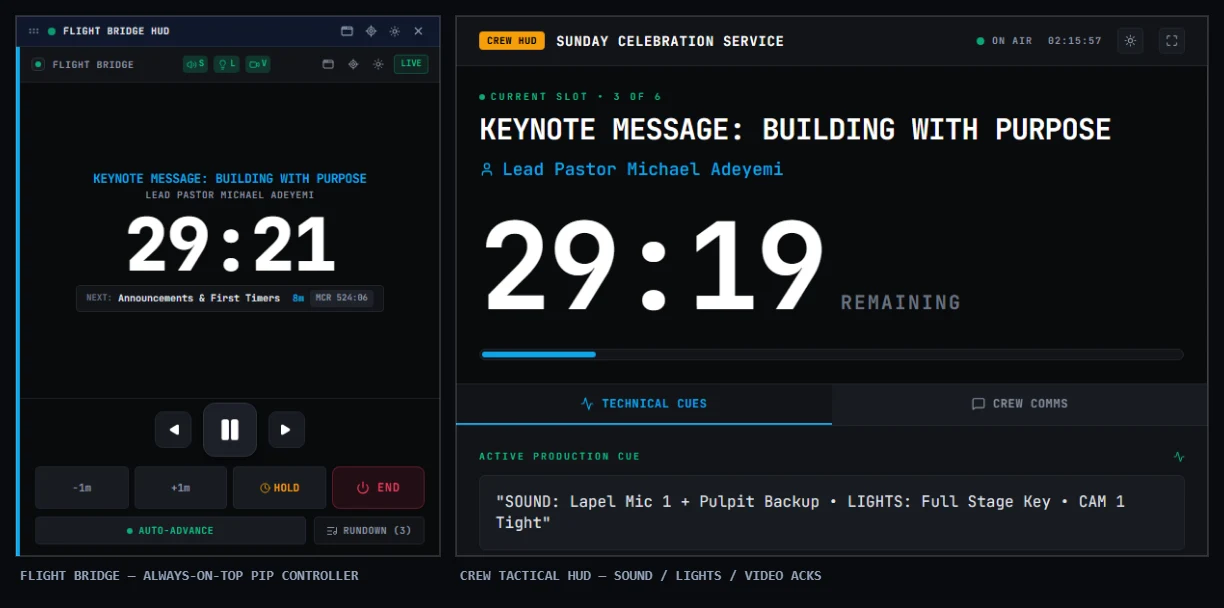 FLIGHT BRIDGE HUD
FLIGHT BRIDGE
S
L
V
LIVE
KEYNOTE MESSAGE: BUILDING WITH PURPOSE
LEAD PASTOR MICHAEL ADEYEMI
29:21
NEXT: Announcements & First Timers 8m MCR 524:06
-1m
+1m
HOLD
END
AUTO-ADVANCE
RUNDOWN (3)
FLIGHT BRIDGE — ALWAYS-ON-TOP PIP CONTROLLER
CREW HUD
SUNDAY CELEBRATION SERVICE
ON AIR
02:15:57
CURRENT SLOT • 3 OF 6
KEYNOTE MESSAGE: BUILDING WITH PURPOSE
Lead Pastor Michael Adeyemi
29:19 REMAINING
TECHNICAL CUES
CREW COMMS
ACTIVE PRODUCTION CUE
"SOUND: Lapel Mic 1 + Pulpit Backup • LIGHTS: Full Stage Key • CAM 1
Tight"
CREW TACTICAL HUD — SOUND / LIGHTS / VIDEO ACKS